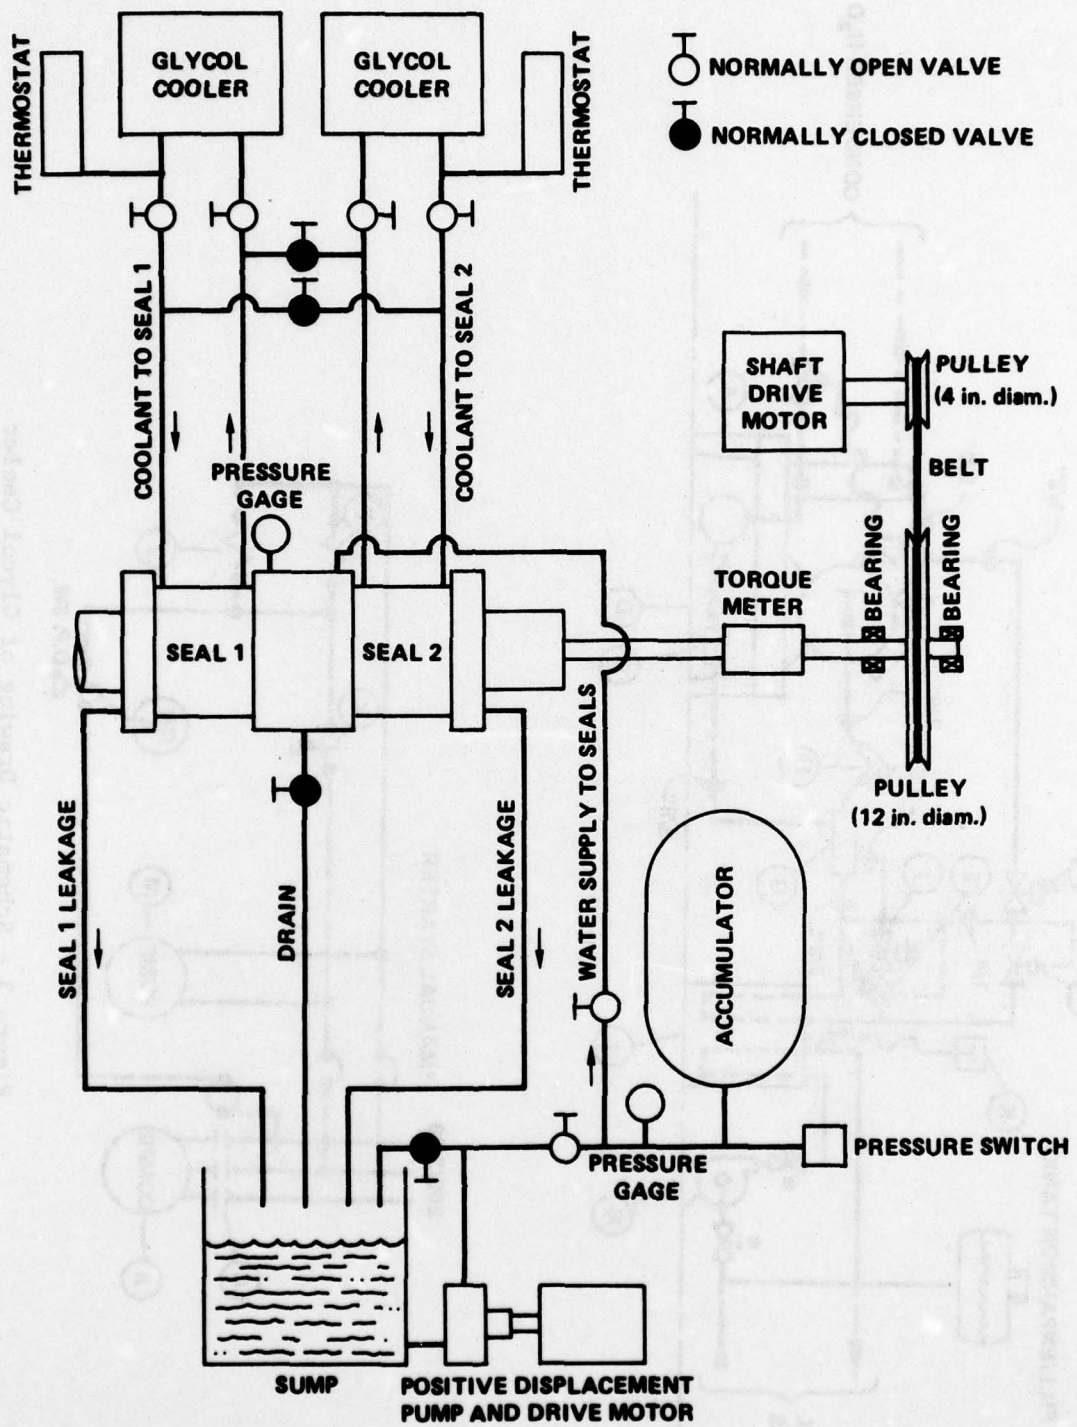 GLYCOL
COOLER
GLYCOL
COOLER
THERMOSTAT
THERMOSTAT
NORMALLY OPEN VALVE
NORMALLY CLOSED VALVE
COOLANT TO SEAL 1
COOLANT TO SEAL 2
PRESSURE
GAGE
SHAFT
DRIVE
MOTOR
PULLEY
(4 in. diam.)
BELT
BEARING
BEARING
TORQUE
METER
SEAL 1
SEAL 2
PULLEY
(12 in. diam.)
SEAL 1 LEAKAGE
DRAIN
SEAL 2 LEAKAGE
WATER SUPPLY TO SEALS
ACCUMULATOR
PRESSURE
GAGE
PRESSURE SWITCH
SUMP
POSITIVE DISPLACEMENT
PUMP AND DRIVE MOTOR